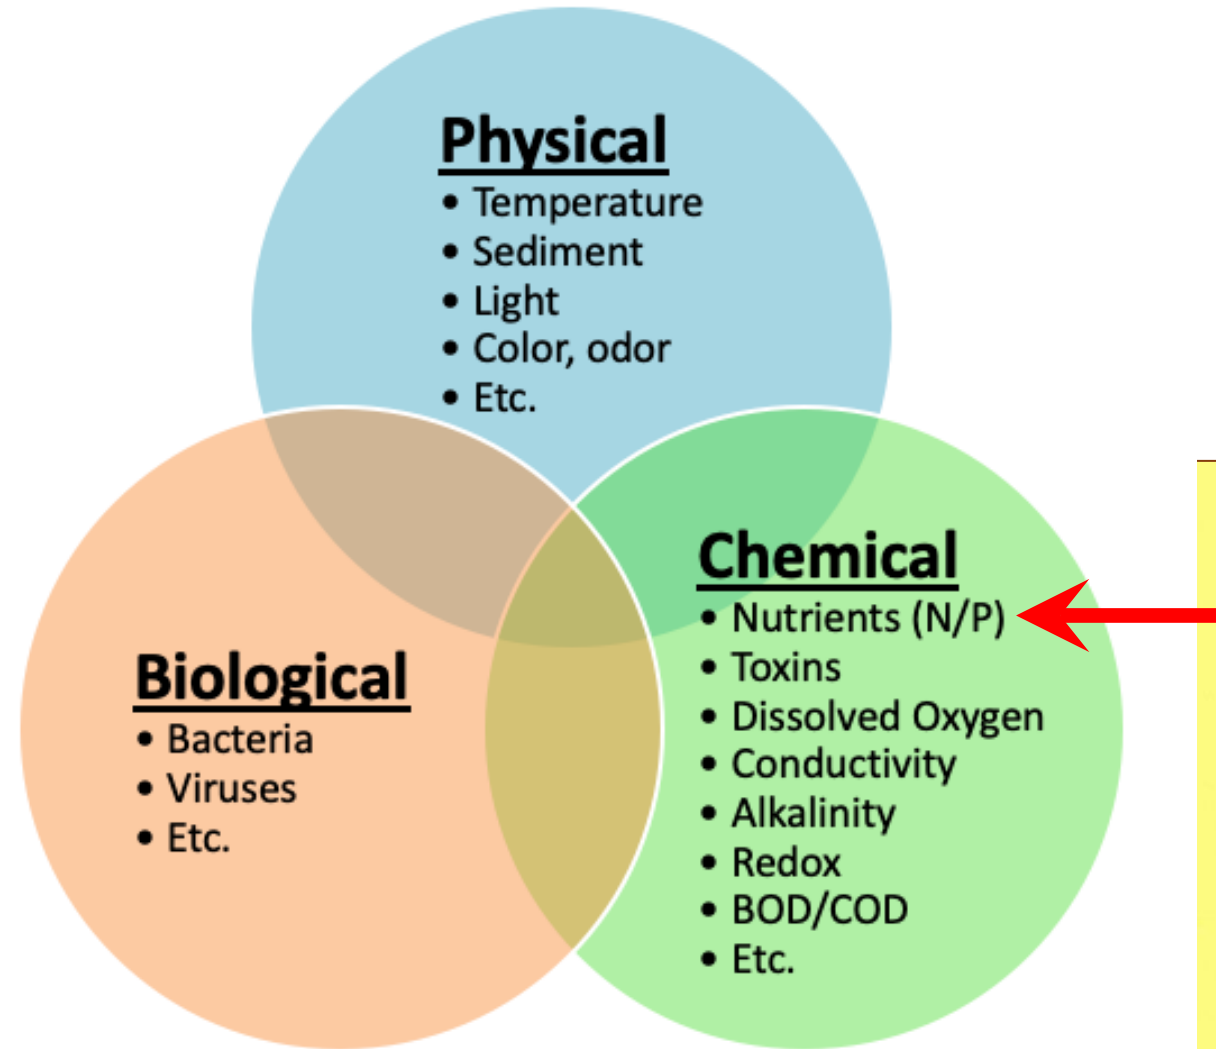 Physical
• Temperature
• Sediment
• Light
• Color, odor
• Etc.
Biological
• Bacteria
• Viruses
• Etc.
Chemical
• Nutrients (N/P)
• Toxins
• Dissolved Oxygen
• Conductivity
• Alkalinity
• Redox
• BOD/COD
• Etc.